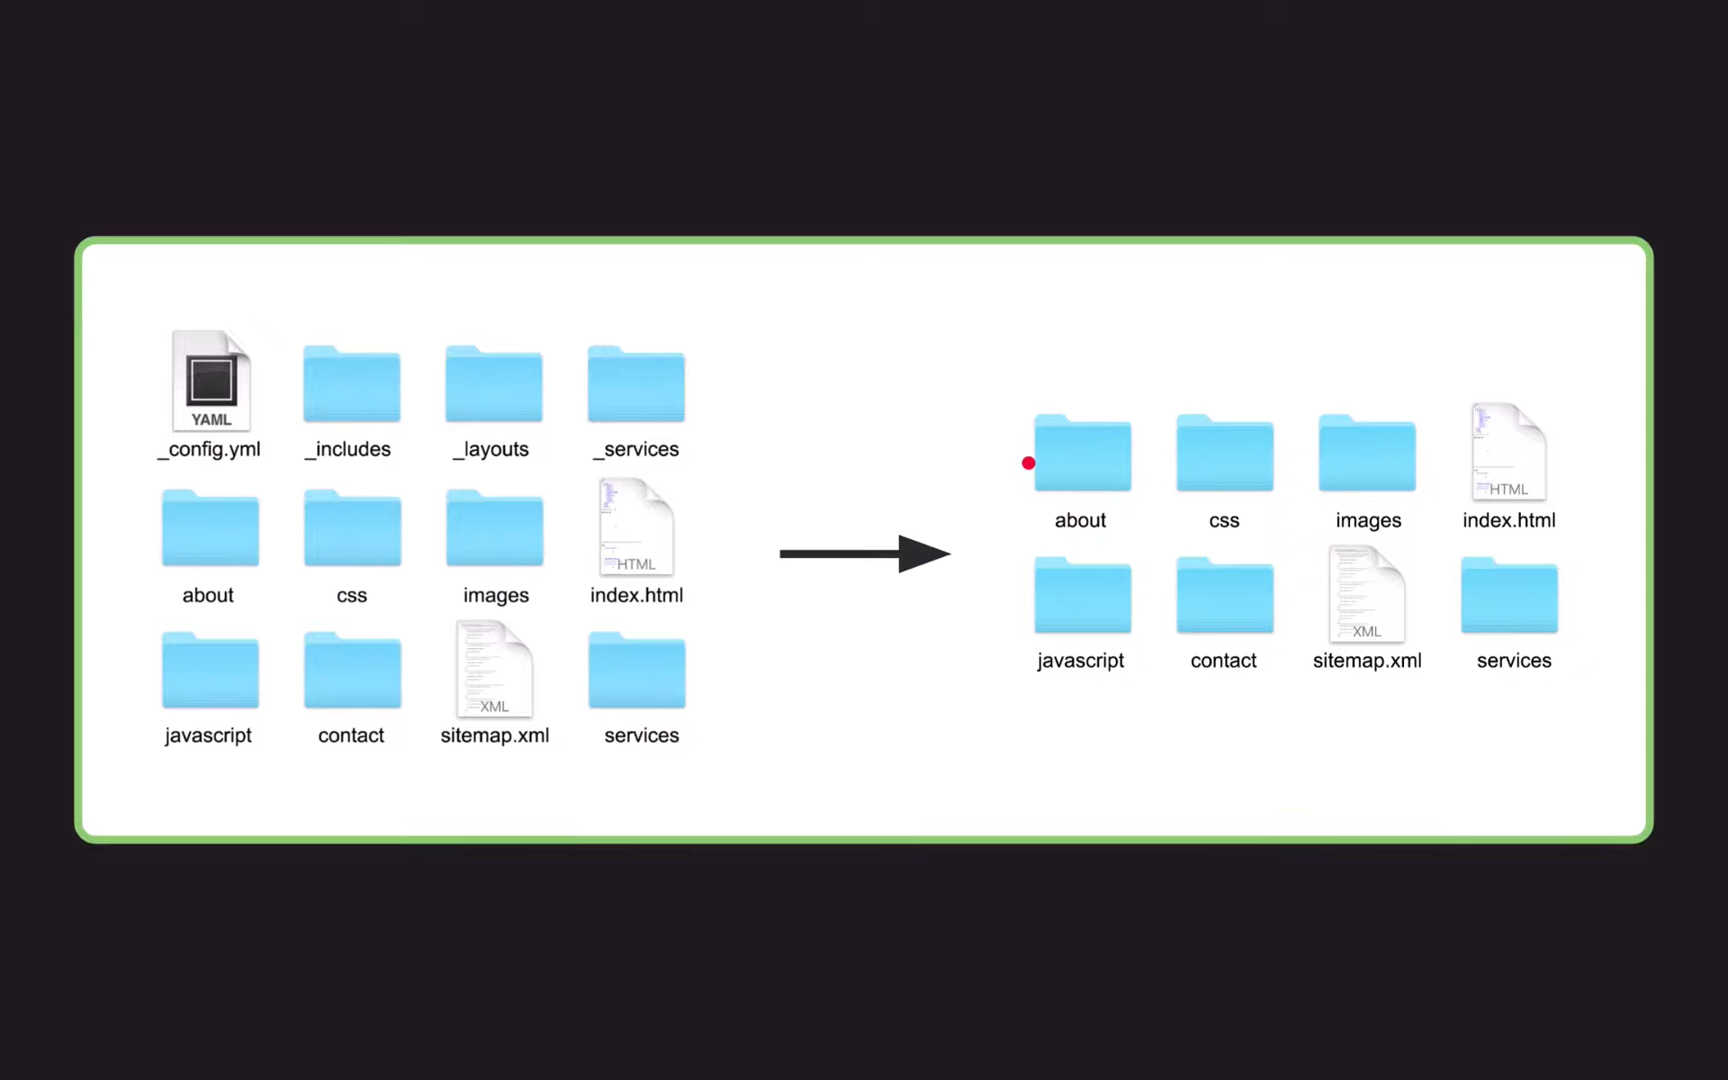 YAML
_config.yml _includes _layouts _services
HTML
about css images index.html
XML
javascript contact sitemap.xml services
HTML
about css images index.html
XML
javascript contact sitemap.xml services